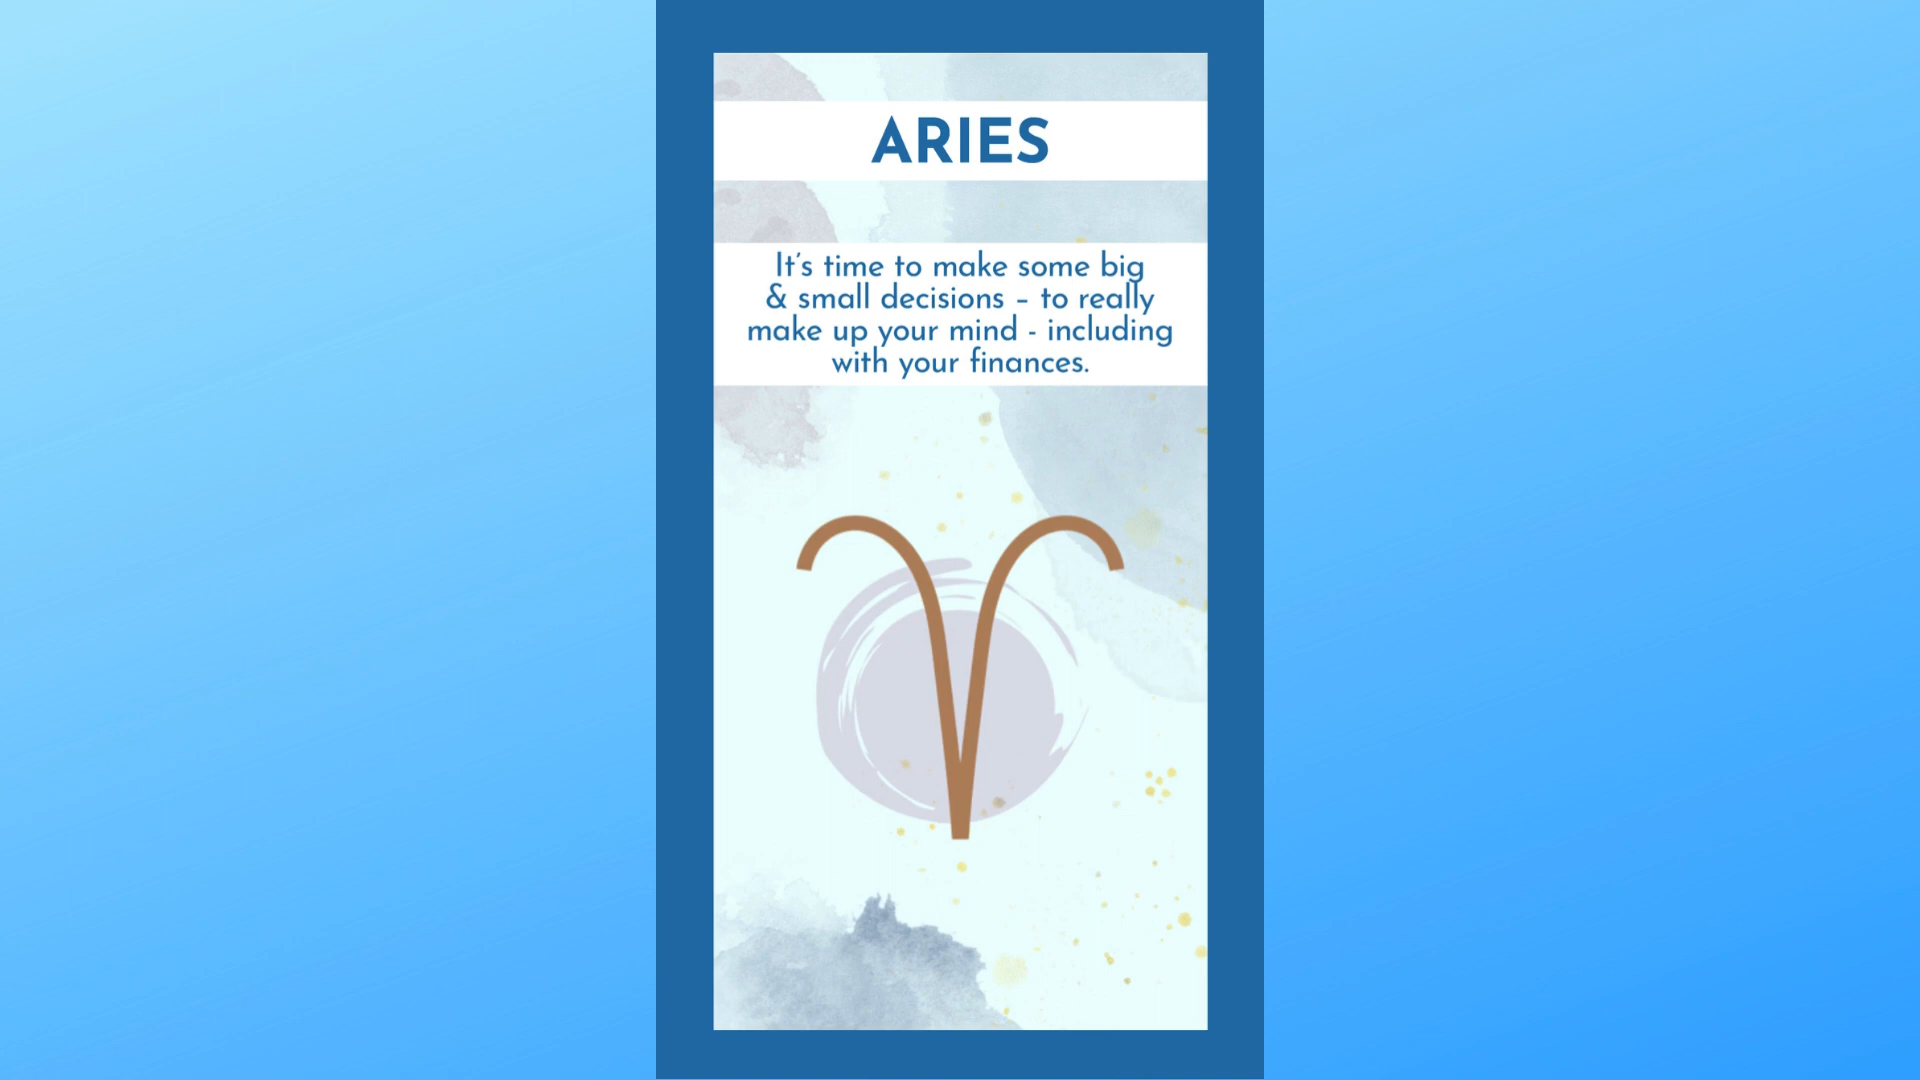 ARIES
It’s time to make some big
& small decisions – to really
make up your mind - including
with your finances.